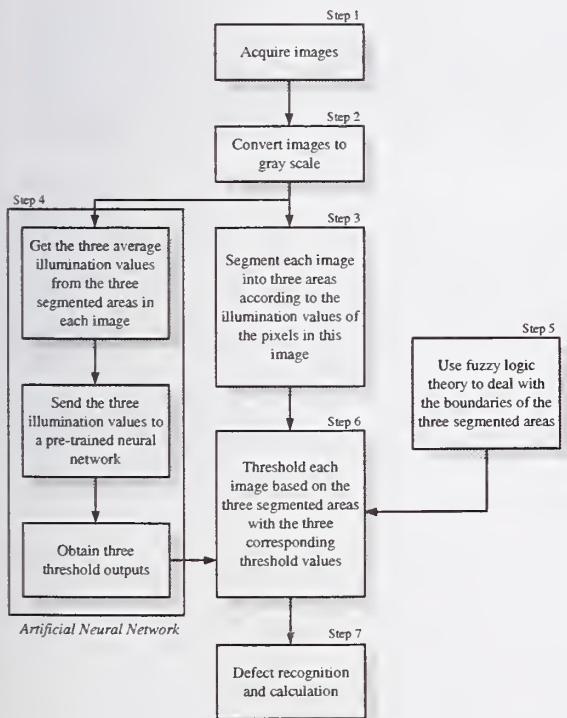 Step 1
Acquire images
Step 2
Convert images to
gray scale
Step 4
Get the three average
illumination values
from the three
segmented areas in
each image
Send the three
illumination values to
a pre-trained neural
network
Obtain three
threshold outputs
Artificial Neural Network
Step 3
Segment each image
into three areas
according to the
illumination values of
the pixels in this
image
Step 5
Use fuzzy logic
theory to deal with
the boundaries of the
three segmented areas
Step 6
Threshold each
image based on the
three segmented areas
with the three
corresponding
threshold values
Step 7
Defect recognition
and calculation